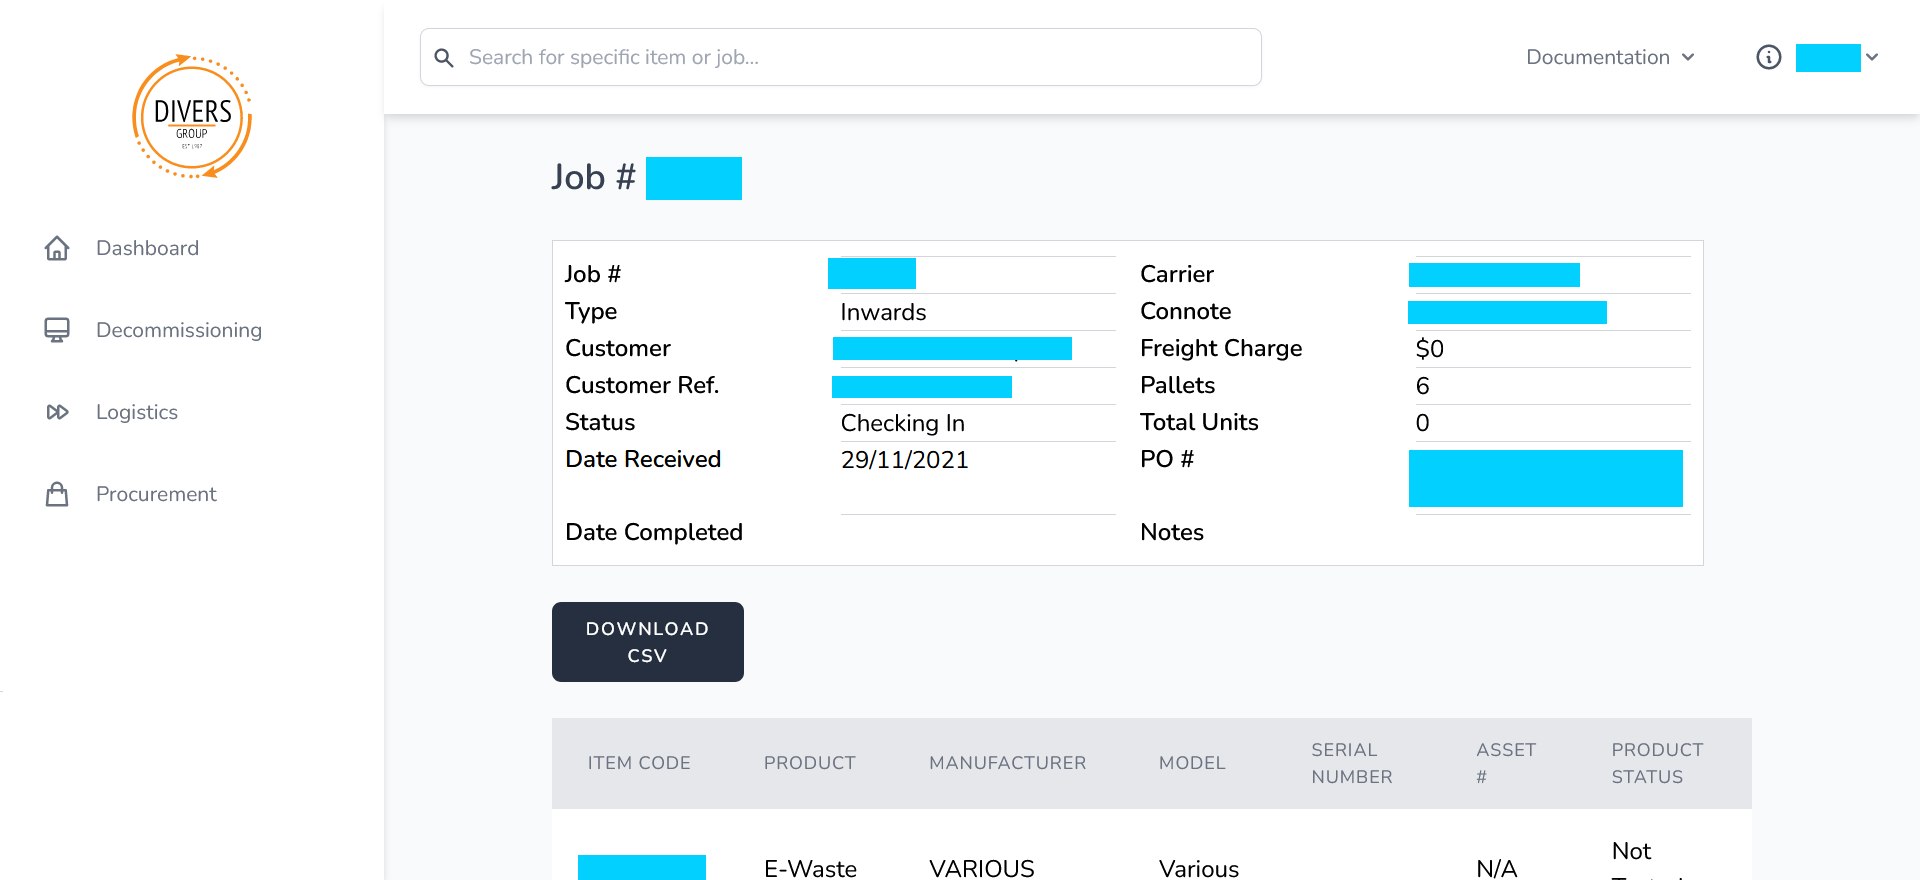 DIVERS
GROUP
EST 1987
Search for specific item or job...
Documentation
Dashboard
Decommissioning
Logistics
Procurement
Job #
Job #
Type Inwards
Customer
Customer Ref.
Status Checking In
Date Received 29/11/2021
Date Completed
Carrier
Connote
Freight Charge $0
Pallets 6
Total Units 0
PO #
Notes
DOWNLOAD
CSV
ITEM CODE PRODUCT MANUFACTURER MODEL SERIAL NUMBER ASSET # PRODUCT STATUS
E-Waste VARIOUS Various N/A Not